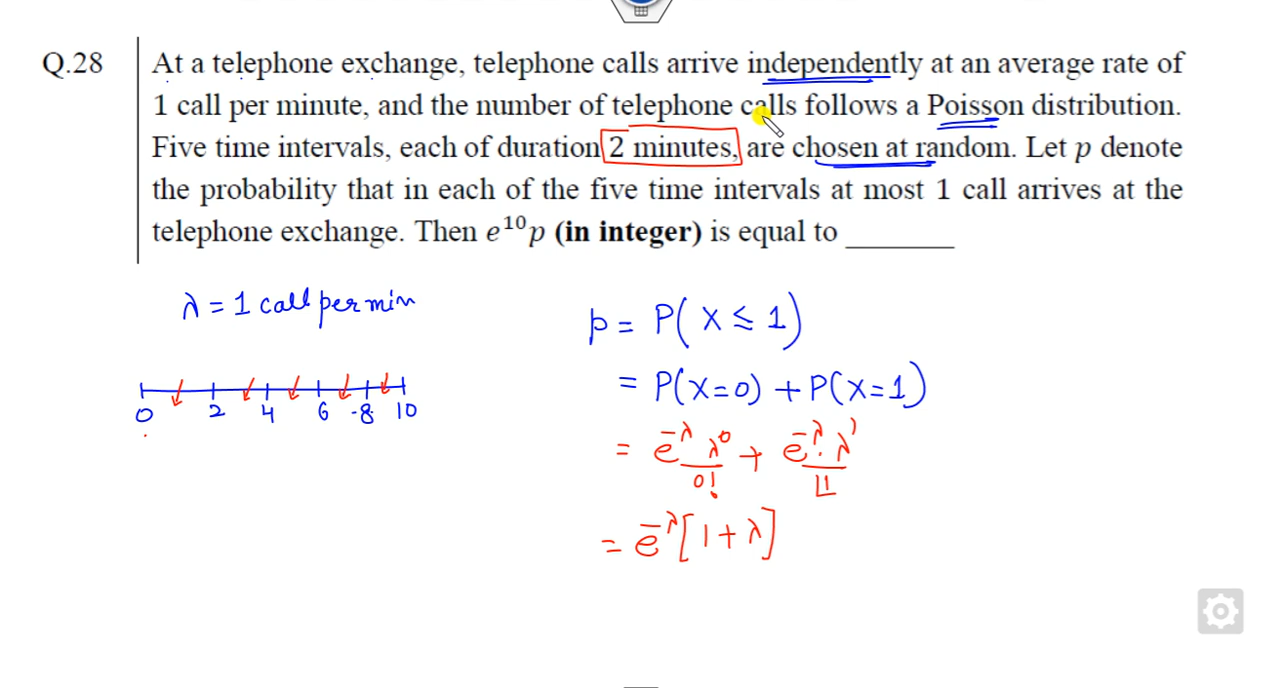 Q.28
At a telephone exchange, telephone calls arrive independently at an average rate of
1 call per minute, and the number of telephone calls follows a Poisson distribution.
Five time intervals, each of duration 2 minutes, are chosen at random. Let p denote
the probability that in each of the five time intervals at most 1 call arrives at the
telephone exchange. Then e¹⁰p (in integer) is equal to ________
λ = 1 call per min
0 2 4 6 -8 10
p = P(X ≤ 1)
= P(X=0) + P(X=1)
= e^-λ λ^0 / 0! + e^-λ · λ^1 / 1!
= e^-λ [1+λ]